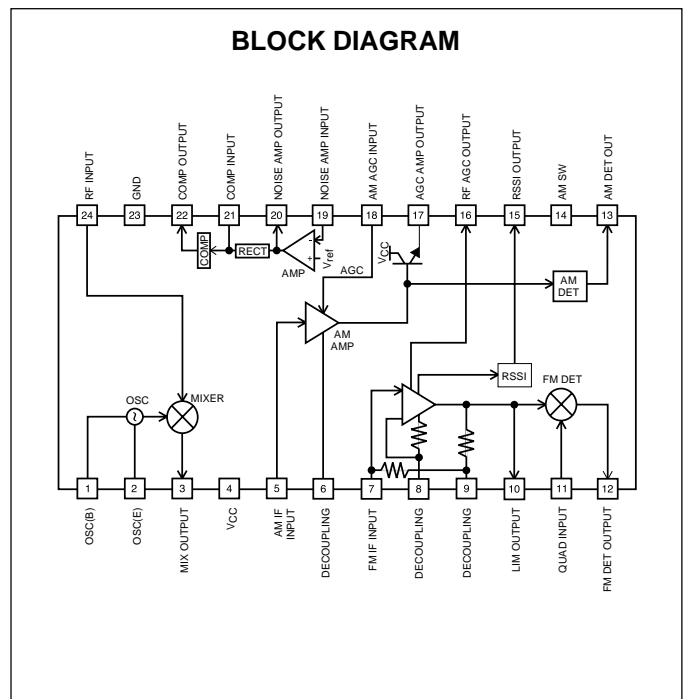 BLOCK DIAGRAM
RF INPUT
GND
COMP OUTPUT
COMP INPUT
NOISE AMP OUTPUT
NOISE AMP INPUT
AM AGC INPUT
AGC AMP OUTPUT
RF AGC OUTPUT
RSSI OUTPUT
AM SW
AM DET OUT
24 23 22 21 20 19 18 17 16 15 14 13
COMP
RECT
AMP
-
+
Vref
AGC
VCC
AM
AMP
AM
DET
RSSI
FM DET
OSC
~
MIXER
1 2 3 4 5 6 7 8 9 10 11 12
OSC(B)
OSC(E)
MIX OUTPUT
VCC
AM IF
INPUT
DECOUPLING
FM IF INPUT
DECOUPLING
DECOUPLING
LIM OUTPUT
QUAD INPUT
FM DET OUTPUT